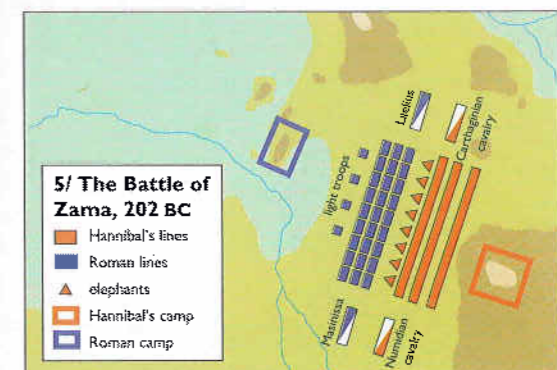 5/ The Battle of
Zama, 202 BC
Hannibal's lines
Roman lines
elephants
Hannibal's camp
Roman camp
light troops
Laelius
Carthaginian
cavalry
Masinissa
Numidian
cavalry